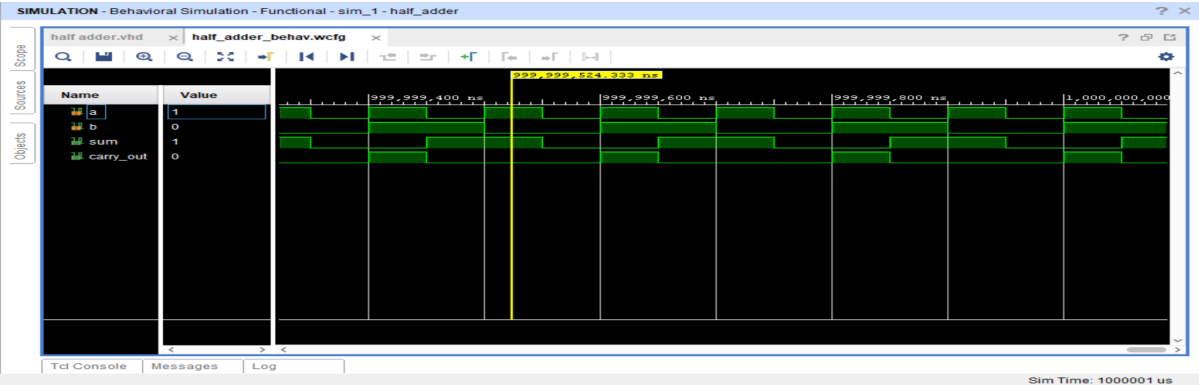 SIMULATION - Behavioral Simulation - Functional - sim_1 - half_adder
half adder.vhd half_adder_behav.wcfg
Scope
Sources
Objects
999,999,524.333 ns
Name Value
999,999,400 ns 999,999,600 ns 999,999,800 ns 1,000,000,000
a 1
b 0
sum 1
carry_out 0
Tcl Console Messages Log
Sim Time: 1000001 us